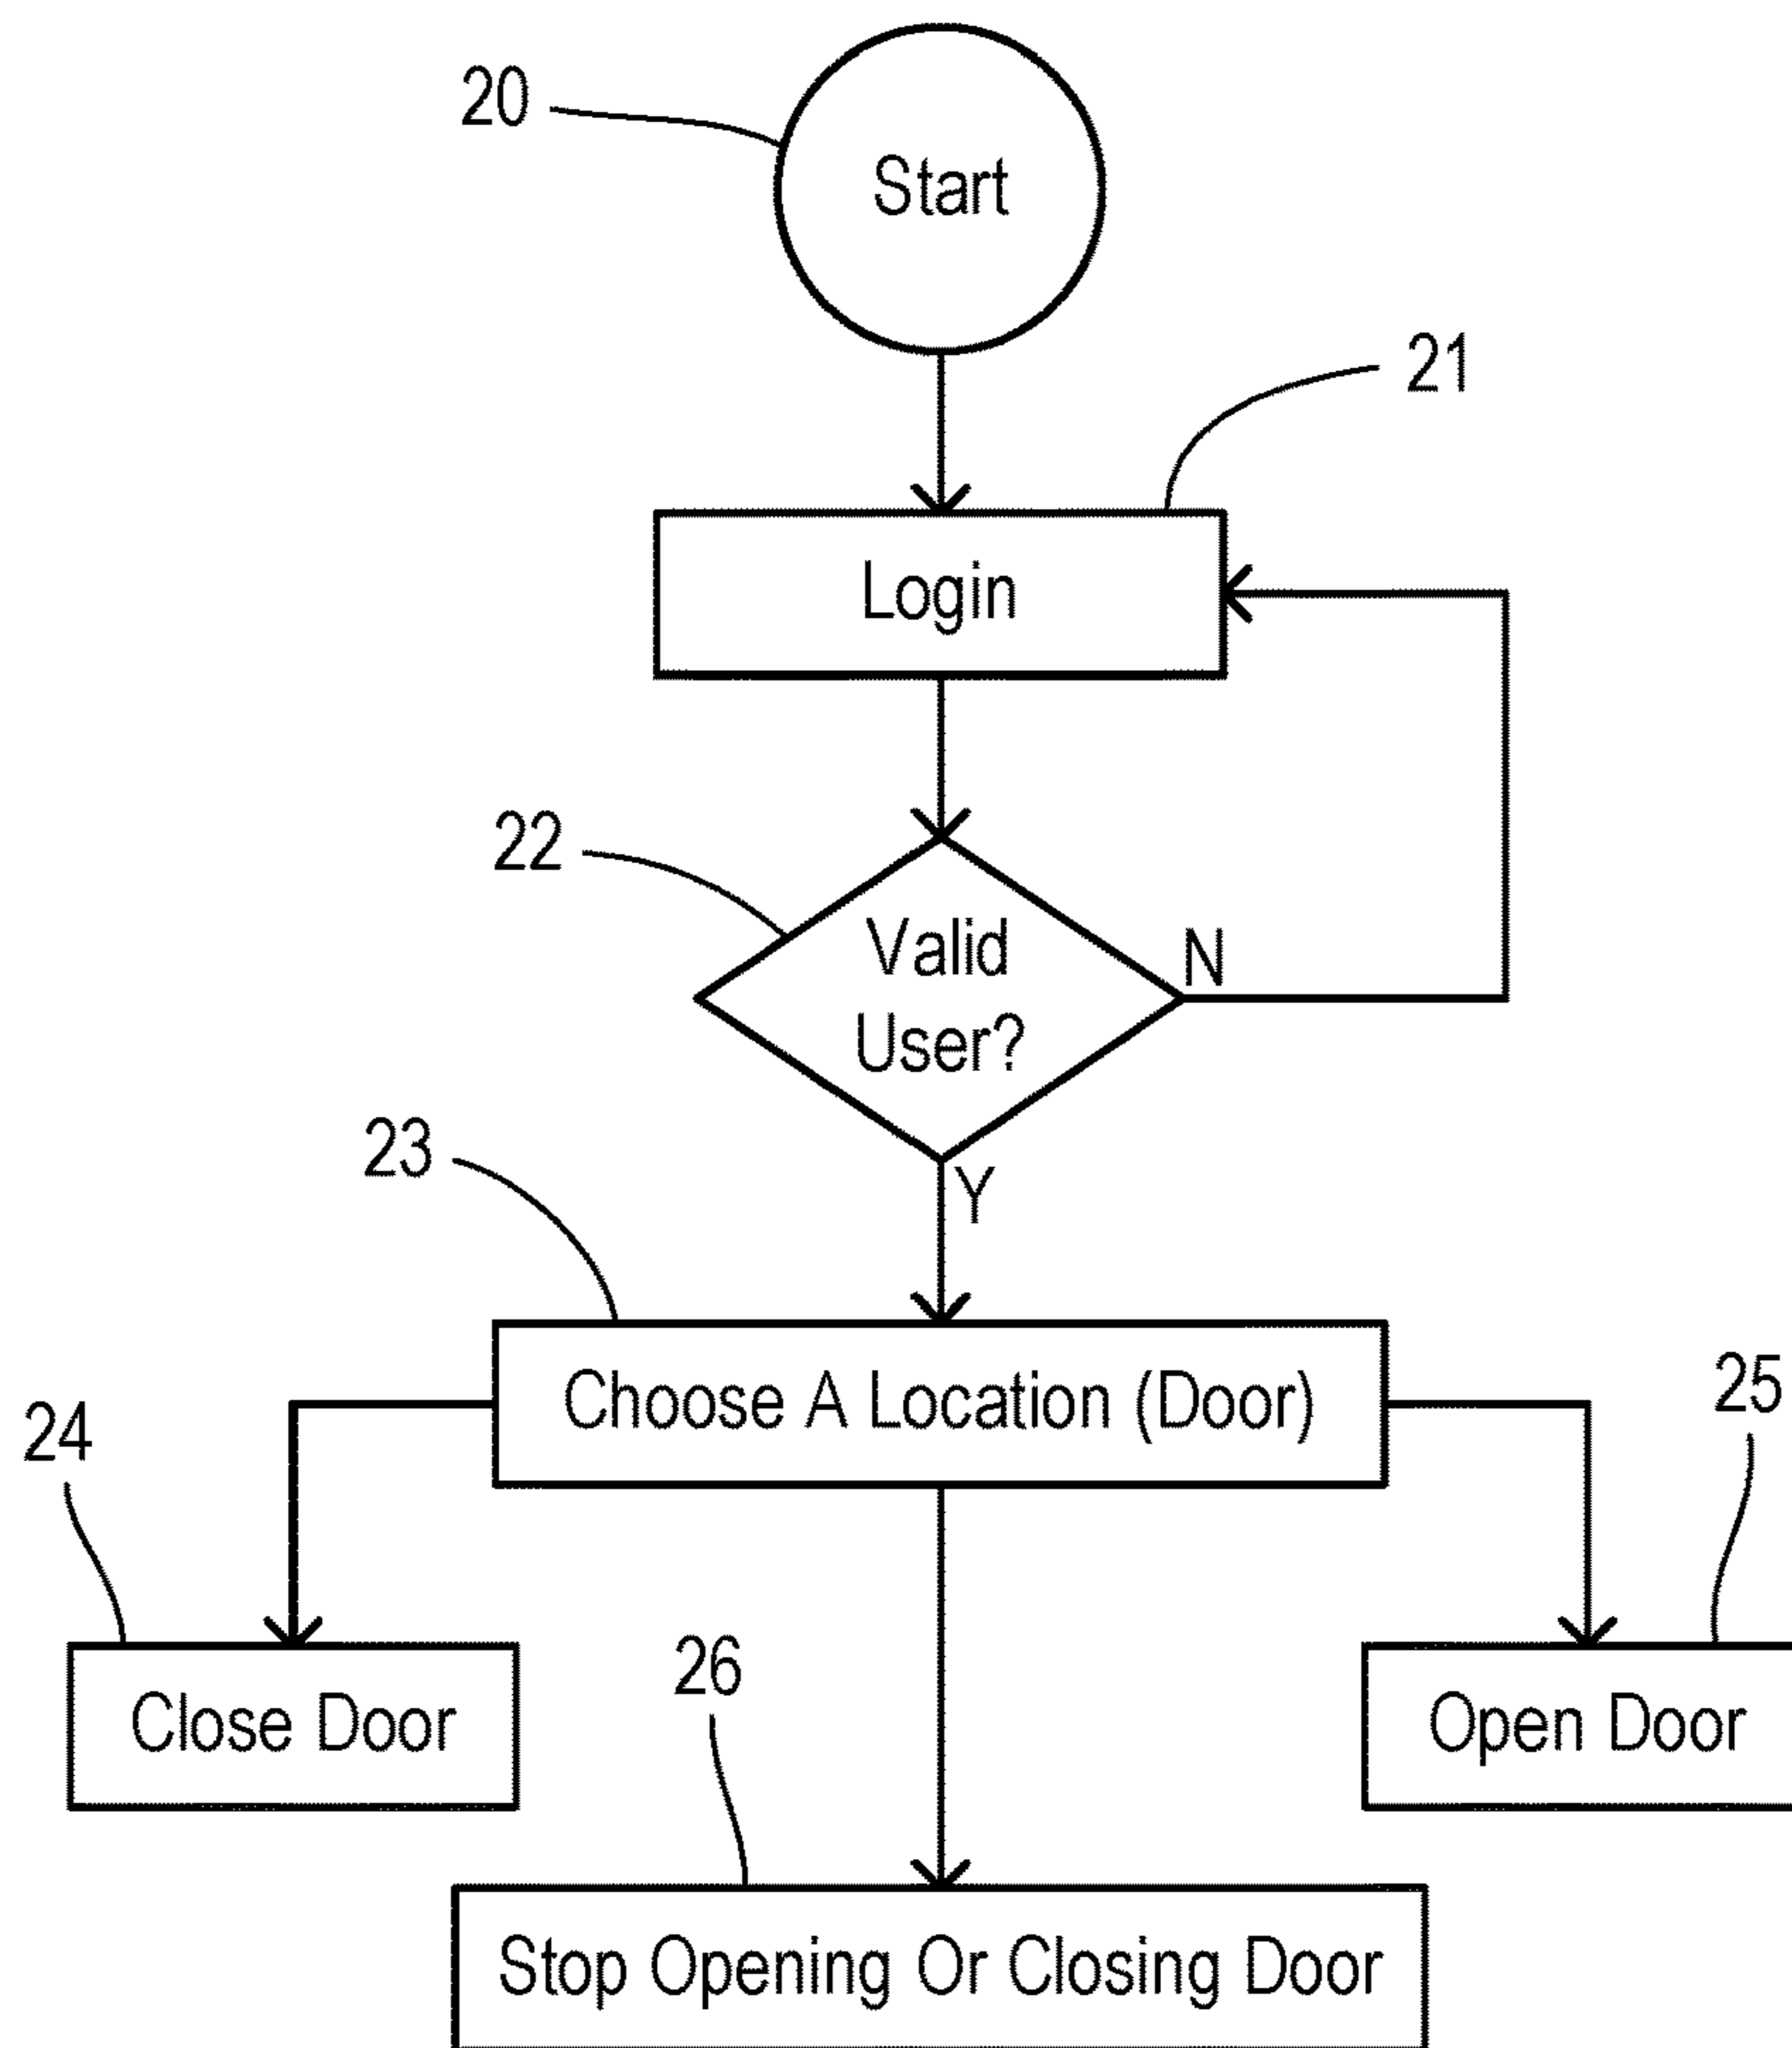 20
Start
21
Login
22
Valid
User?
N
Y
23
Choose A Location (Door)
24
25
Close Door
26
Open Door
Stop Opening Or Closing Door